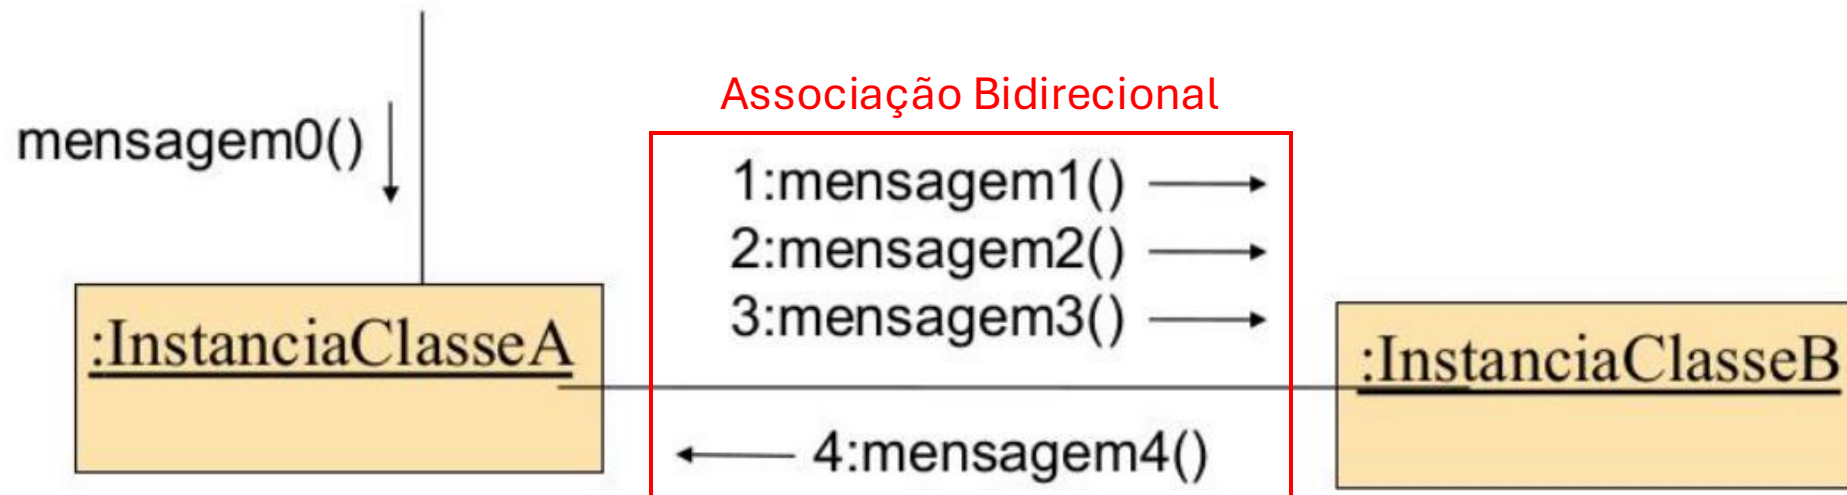 Associação Bidirecional
mensagem0()
1:mensagem1()
2:mensagem2()
3:mensagem3()
:InstanciaClasseA
:InstanciaClasseB
4:mensagem4()